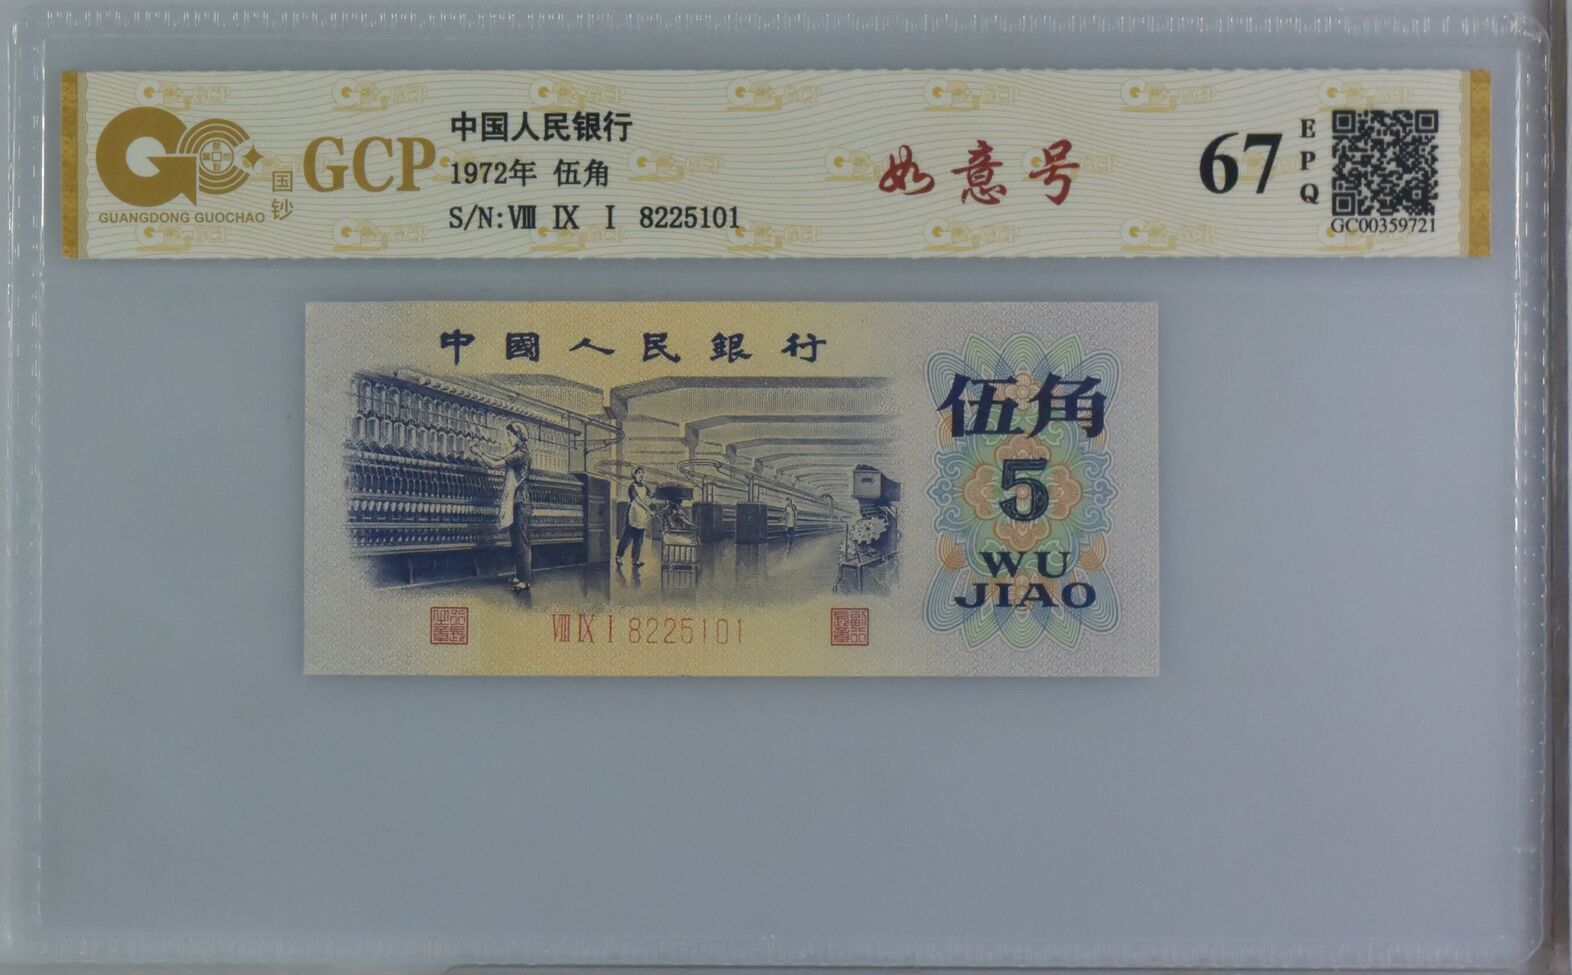 GUANGDONG GUOCHAO
国钞
GCP
中国人民银行
1972年 伍角
S/N: Ⅷ Ⅸ Ⅰ 8225101
如意号
67
EPQ
GC00359721
中國人民銀行
伍角
5
WU
JIAO
Ⅷ Ⅸ Ⅰ 8225101